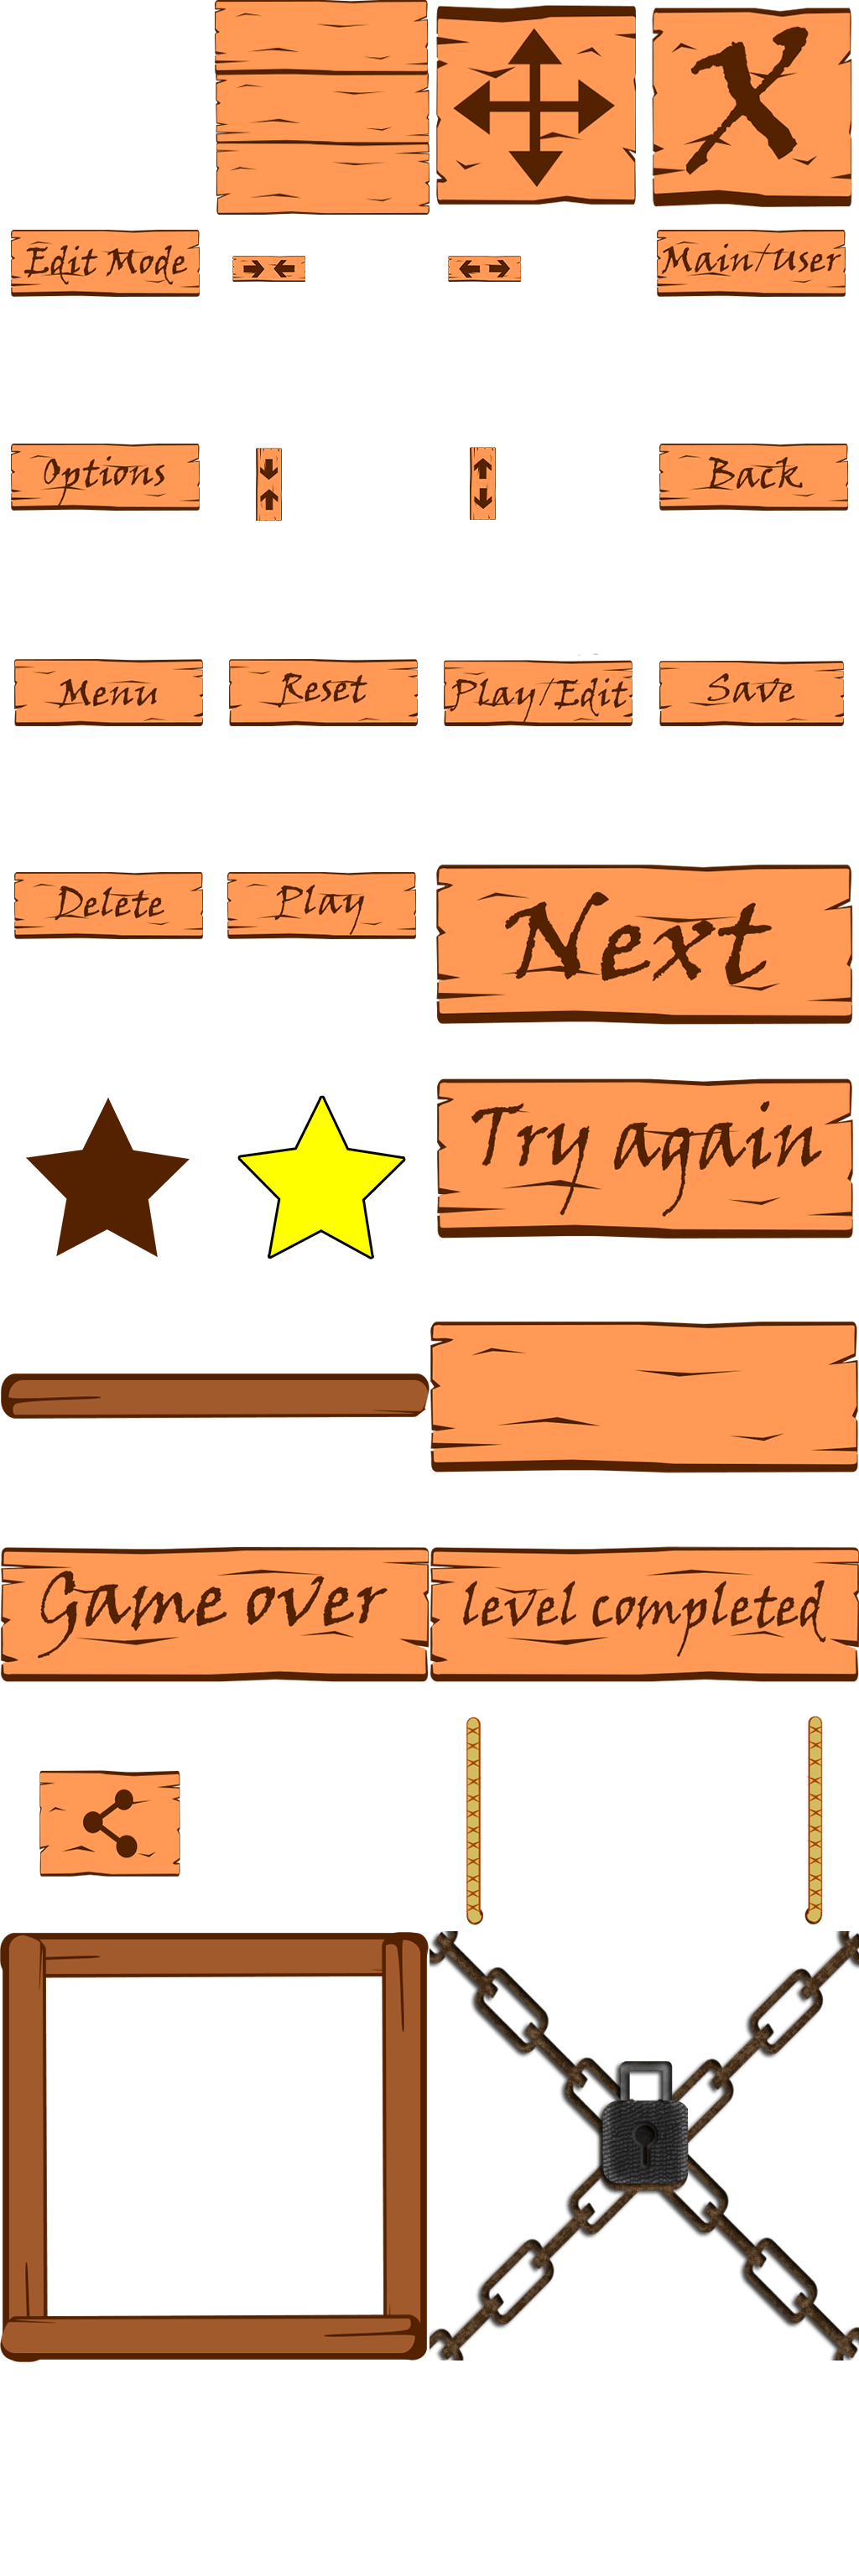 X
Edit Mode
Main/User
Options
Back
Menu
Reset
Play/Edit
Save
Delete
Play
Next
Try again
Game over
level completed